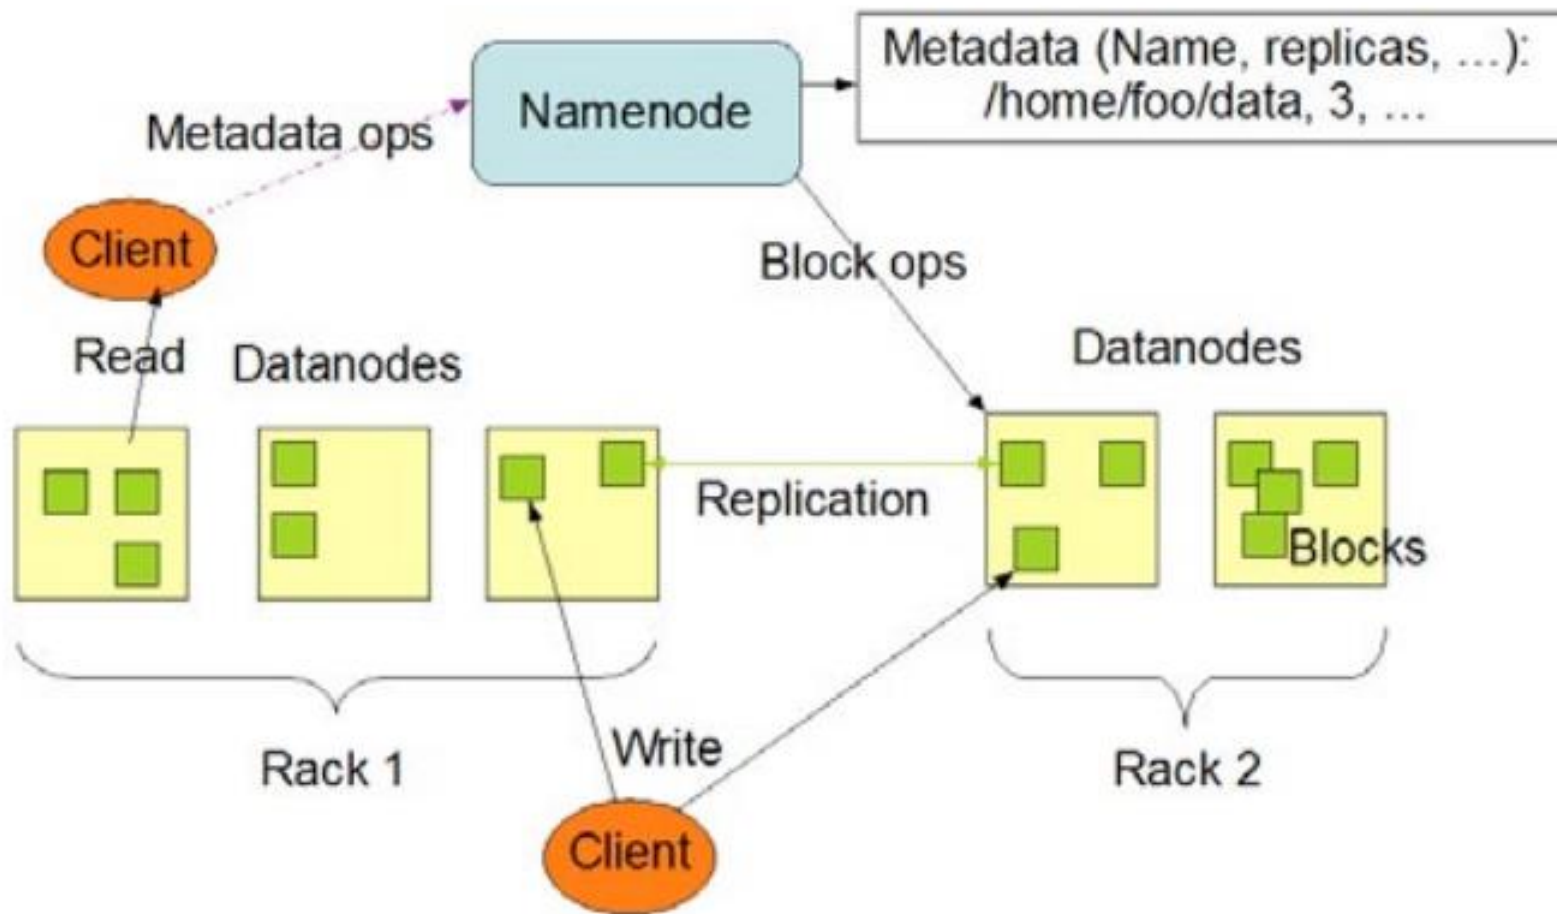 Metadata (Name, replicas, ...):
/home/foo/data, 3, ...
Namenode
Metadata ops
Client
Block ops
Read
Datanodes
Datanodes
Replication
Blocks
Rack 1
Write
Rack 2
Client